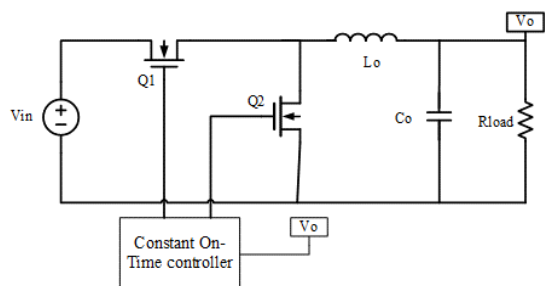 Vo
Q1
Lo
Vin
+
−
Q2
Co
Rload
Vo
Constant On-
Time controller